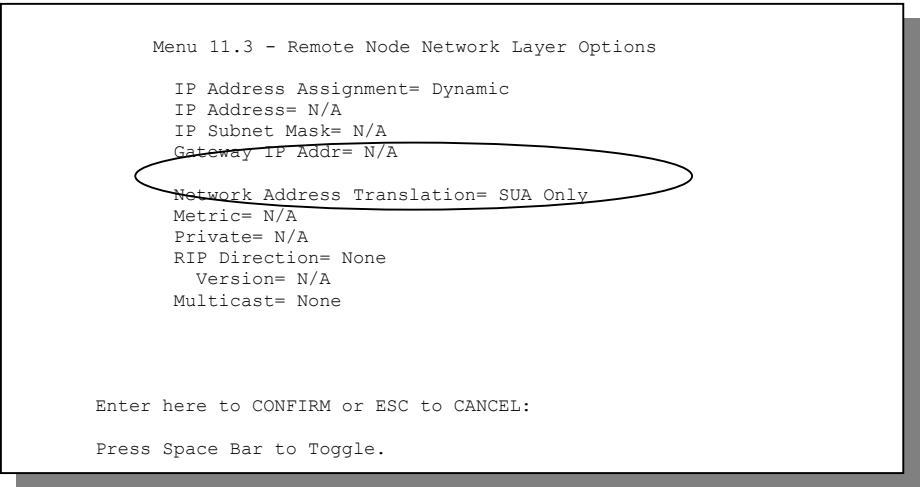 Menu 11.3 - Remote Node Network Layer Options
IP Address Assignment= Dynamic
IP Address= N/A
IP Subnet Mask= N/A
Gateway IP Addr= N/A
Network Address Translation= SUA Only
Metric= N/A
Private= N/A
RIP Direction= None
Version= N/A
Multicast= None
Enter here to CONFIRM or ESC to CANCEL:
Press Space Bar to Toggle.